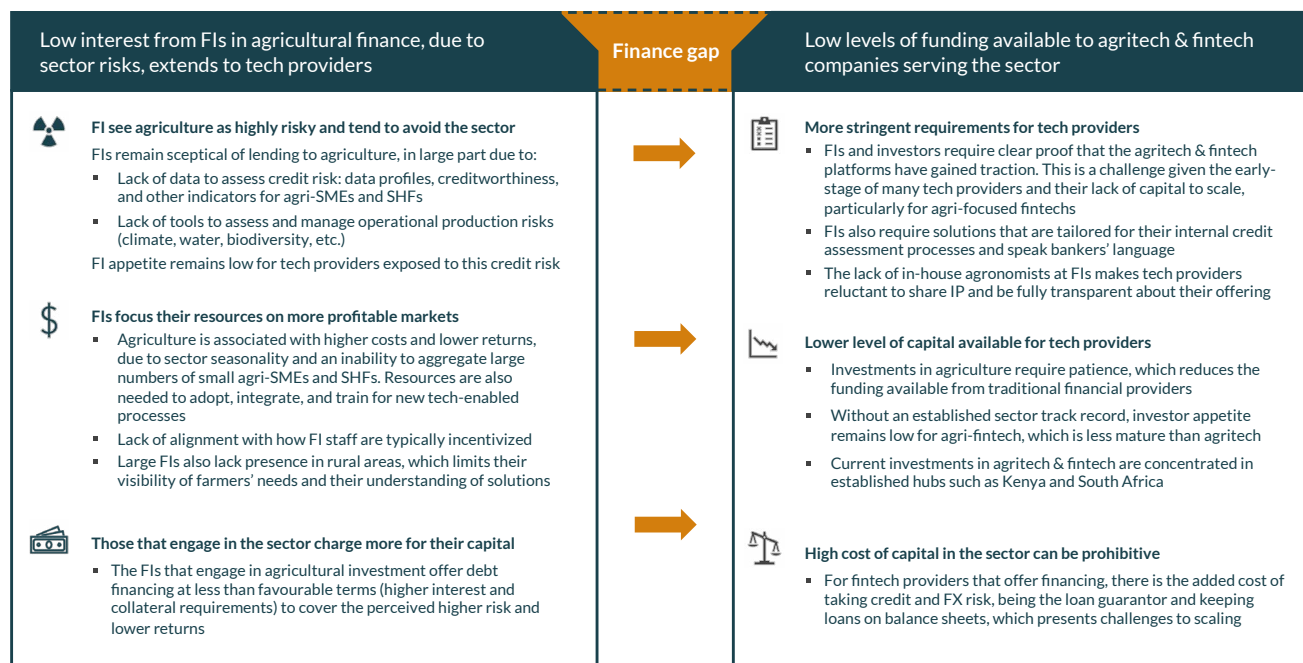 Low interest from FIs in agricultural finance, due to
sector risks, extends to tech providers
Finance gap
Low levels of funding available to agritech & fintech
companies serving the sector
FI see agriculture as highly risky and tend to avoid the sector
FIs remain sceptical of lending to agriculture, in large part due to:
▪ Lack of data to assess credit risk: data profiles, creditworthiness,
and other indicators for agri-SMEs and SHFs
▪ Lack of tools to assess and manage operational production risks
(climate, water, biodiversity, etc.)
FI appetite remains low for tech providers exposed to this credit risk
$
FIs focus their resources on more profitable markets
▪ Agriculture is associated with higher costs and lower returns,
due to sector seasonality and an inability to aggregate large
numbers of small agri-SMEs and SHFs. Resources are also
needed to adopt, integrate, and train for new tech-enabled
processes
▪ Lack of alignment with how FI staff are typically incentivized
▪ Large FIs also lack presence in rural areas, which limits their
visibility of farmers' needs and their understanding of solutions
Those that engage in the sector charge more for their capital
▪ The FIs that engage in agricultural investment offer debt
financing at less than favourable terms (higher interest and
collateral requirements) to cover the perceived higher risk and
lower returns
More stringent requirements for tech providers
▪ FIs and investors require clear proof that the agritech & fintech
platforms have gained traction. This is a challenge given the early-
stage of many tech providers and their lack of capital to scale,
particularly for agri-focused fintechs
▪ FIs also require solutions that are tailored for their internal credit
assessment processes and speak bankers' language
▪ The lack of in-house agronomists at FIs makes tech providers
reluctant to share IP and be fully transparent about their offering
Lower level of capital available for tech providers
▪ Investments in agriculture require patience, which reduces the
funding available from traditional financial providers
▪ Without an established sector track record, investor appetite
remains low for agri-fintech, which is less mature than agritech
▪ Current investments in agritech & fintech are concentrated in
established hubs such as Kenya and South Africa
High cost of capital in the sector can be prohibitive
▪ For fintech providers that offer financing, there is the added cost of
taking credit and FX risk, being the loan guarantor and keeping
loans on balance sheets, which presents challenges to scaling